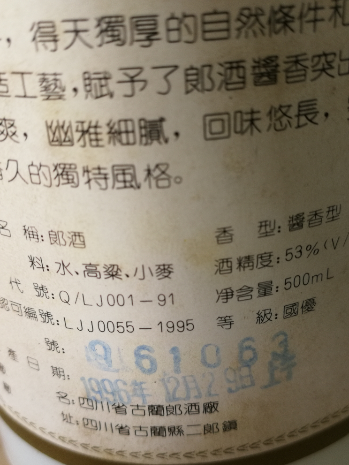 得天獨厚的自然條件和
工藝,賦予了郎酒醬香突出
爽,幽雅細膩,回味悠長,
久的獨特風格。
名 稱:郎酒
香 型:醬香型
料:水、高粱、小麥
酒精度:53%(V/
代 號:Q/LJ001-91
淨含量:500mL
認可編號:LJJ0055-1995
等 級:國優
號:
961063
產日期:
1996年 12月29日
名:四川省古藺郎酒廠
址:四川省古藺縣二郎鎮